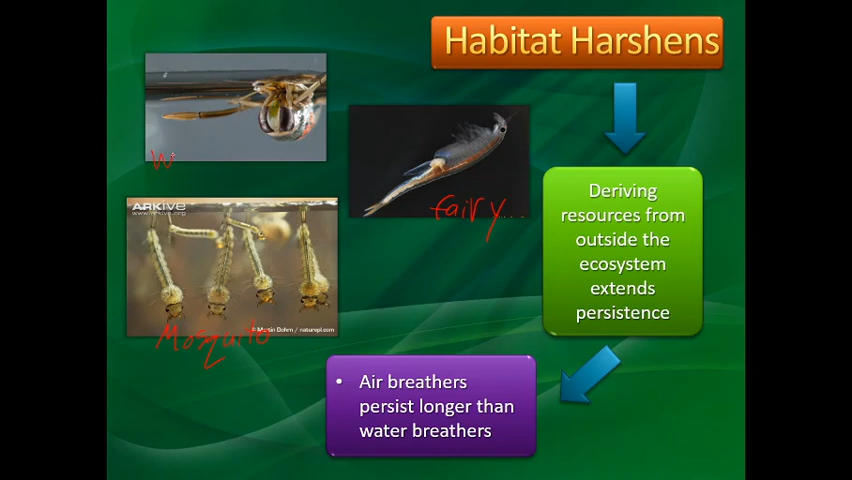 Habitat Harshens
W
fairy...
ARKive
www.arkive.org
Deriving
resources from
outside the
ecosystem
extends
persistence
© Martin Dohrn / naturepl.com
Mosquito
• Air breathers
persist longer than
water breathers